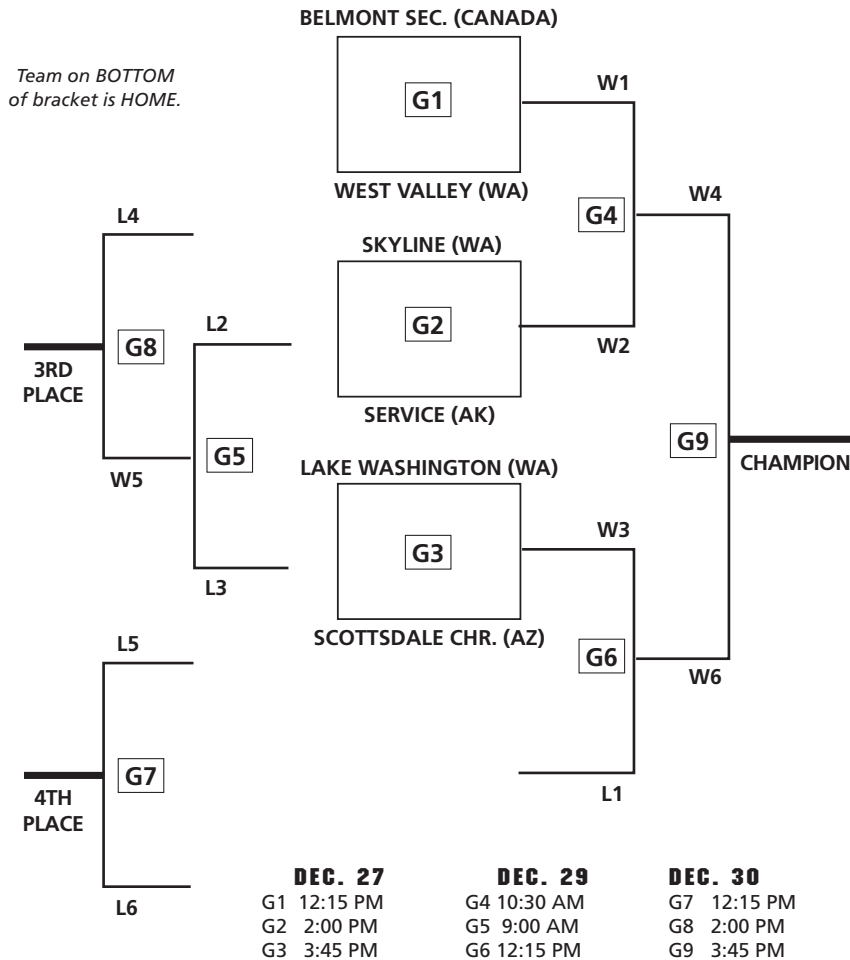 BELMONT SEC. (CANADA)
Team on BOTTOM
of bracket is HOME.
G1
W1
WEST VALLEY (WA)
G4
W4
L4
SKYLINE (WA)
G8
L2
G2
W2
3RD
PLACE
SERVICE (AK)
G9
CHAMPION
G5
W5
LAKE WASHINGTON (WA)
G3
W3
L3
SCOTTSDALE CHR. (AZ)
L5
G6
W6
G7
4TH
PLACE
L1
L6
DEC. 27
G1 12:15 PM
G2 2:00 PM
G3 3:45 PM
DEC. 29
G4 10:30 AM
G5 9:00 AM
G6 12:15 PM
DEC. 30
G7 12:15 PM
G8 2:00 PM
G9 3:45 PM